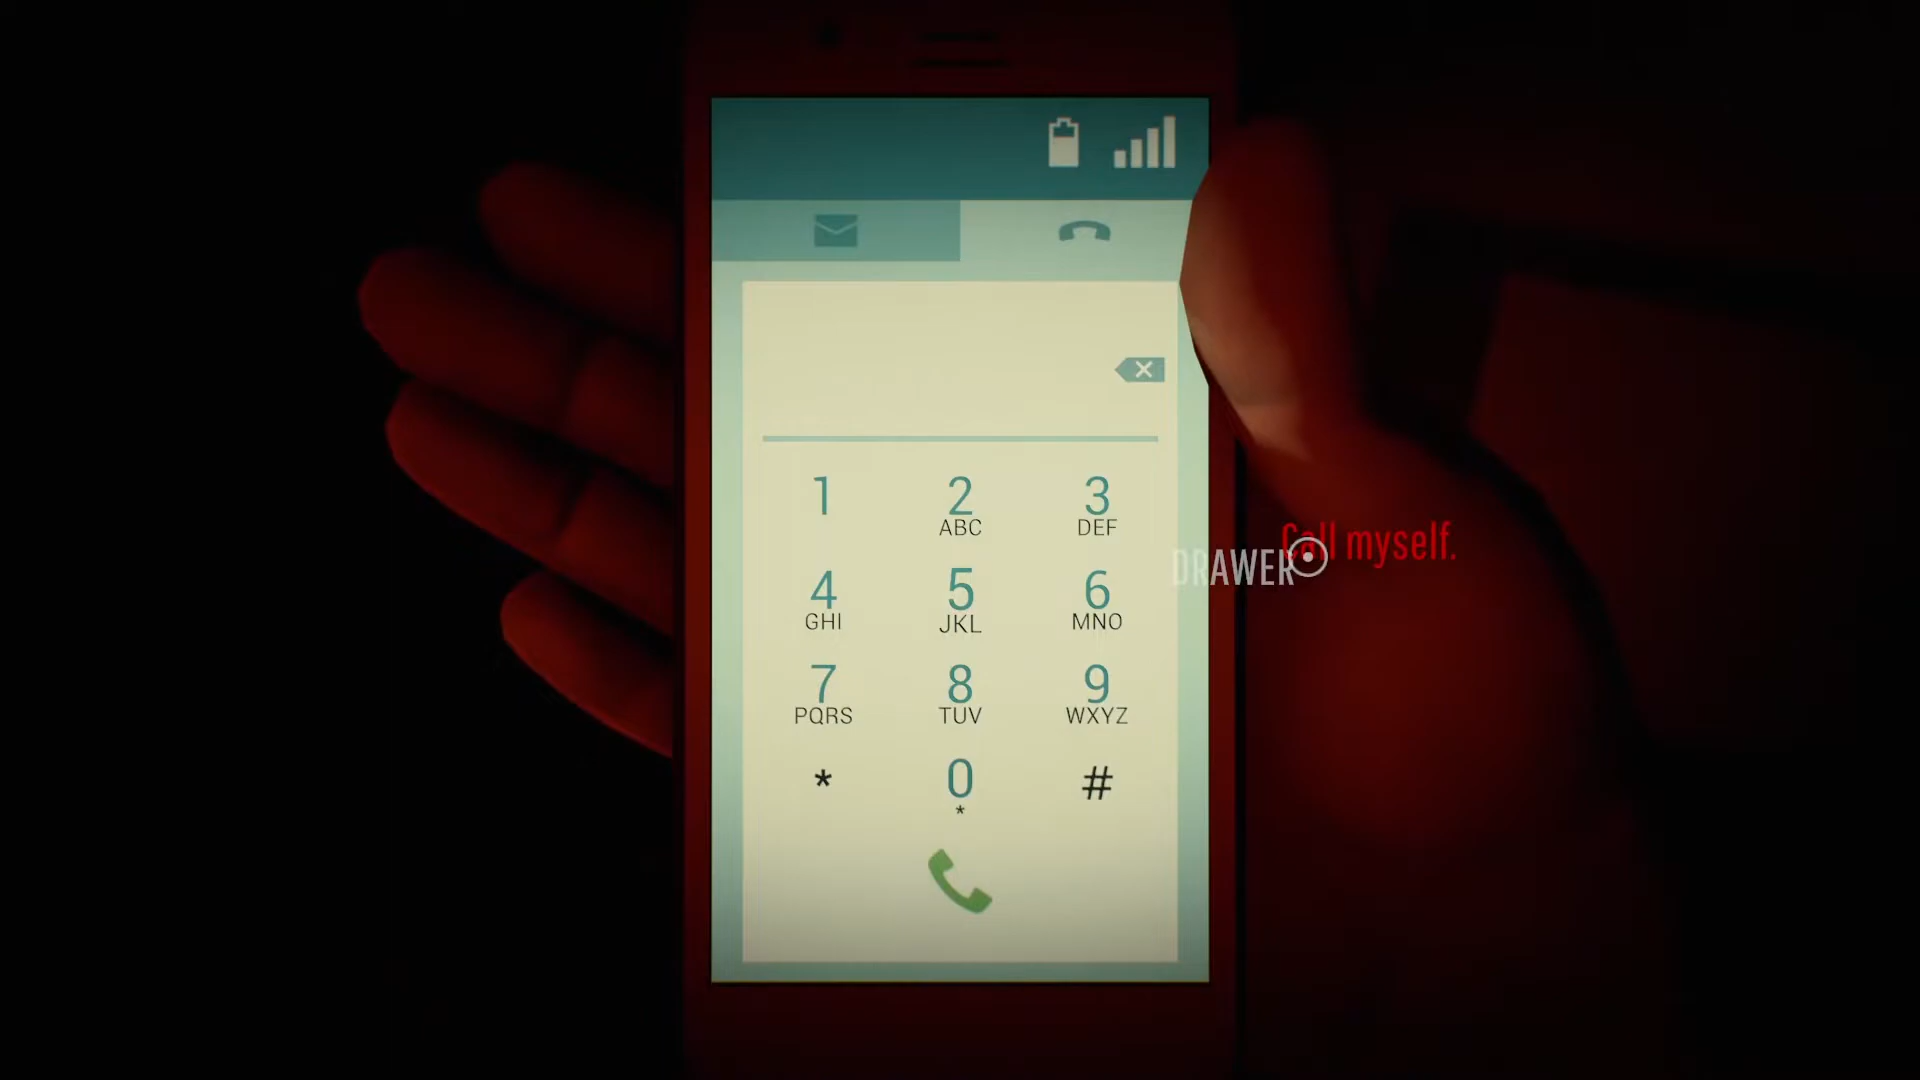 1 2 3
ABC DEF
4 5 6
GHI JKL MNO
7 8 9
PQRS TUV WXYZ
* 0 #
*
Call myself.
DRAWER